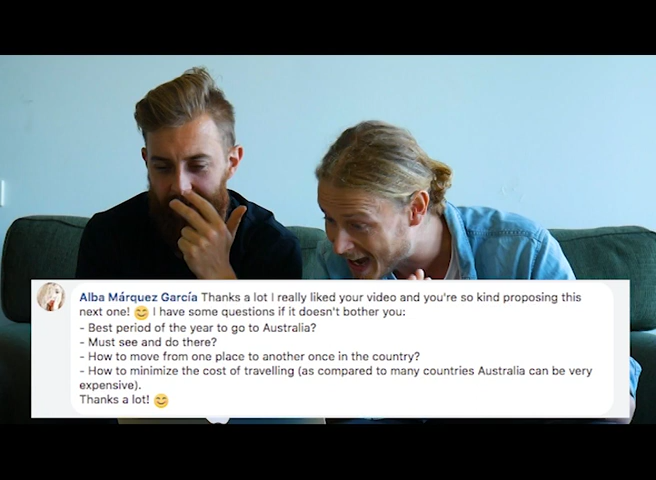 Alba Márquez García Thanks a lot I really liked your video and you're so kind proposing this
next one! 😊 I have some questions if it doesn't bother you:
- Best period of the year to go to Australia?
- Must see and do there?
- How to move from one place to another once in the country?
- How to minimize the cost of travelling (as compared to many countries Australia can be very
expensive).
Thanks a lot! 😊